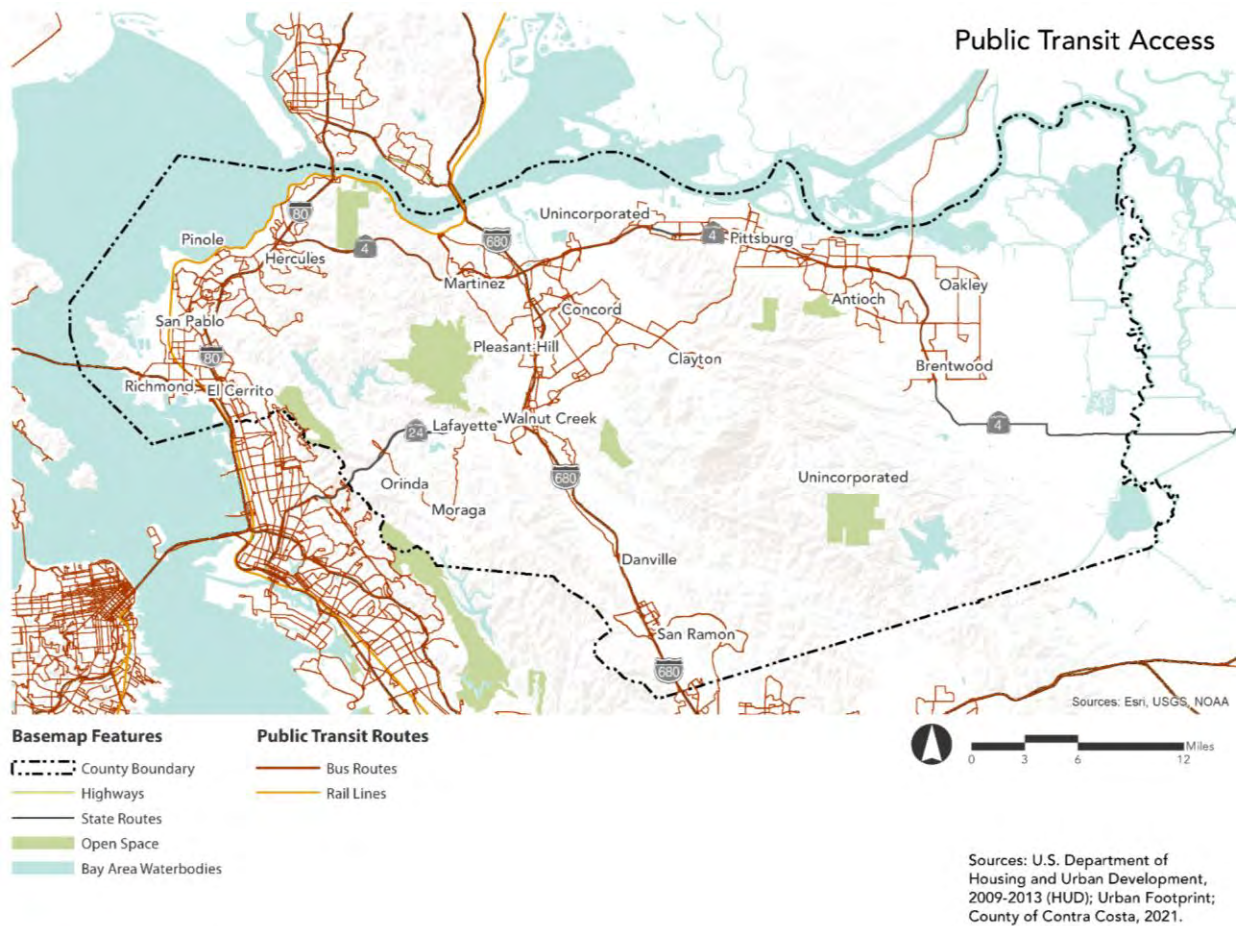 Public Transit Access
Unincorporated
80
680
Pinole
4
4
Pittsburg
Hercules
Martinez
Antioch
Oakley
Concord
San Pablo
80
Pleasant Hill
Clayton
Brentwood
Richmond
El Cerrito
Walnut Creek
24
Lafayette
4
680
Orinda
Unincorporated
Moraga
Danville
San Ramon
680
Sources: Esri, USGS, NOAA
Basemap Features
County Boundary
Highways
State Routes
Open Space
Bay Area Waterbodies
Public Transit Routes
Bus Routes
Rail Lines
Miles
0 3 6 12
Sources: U.S. Department of
Housing and Urban Development,
2009-2013 (HUD); Urban Footprint;
County of Contra Costa, 2021.